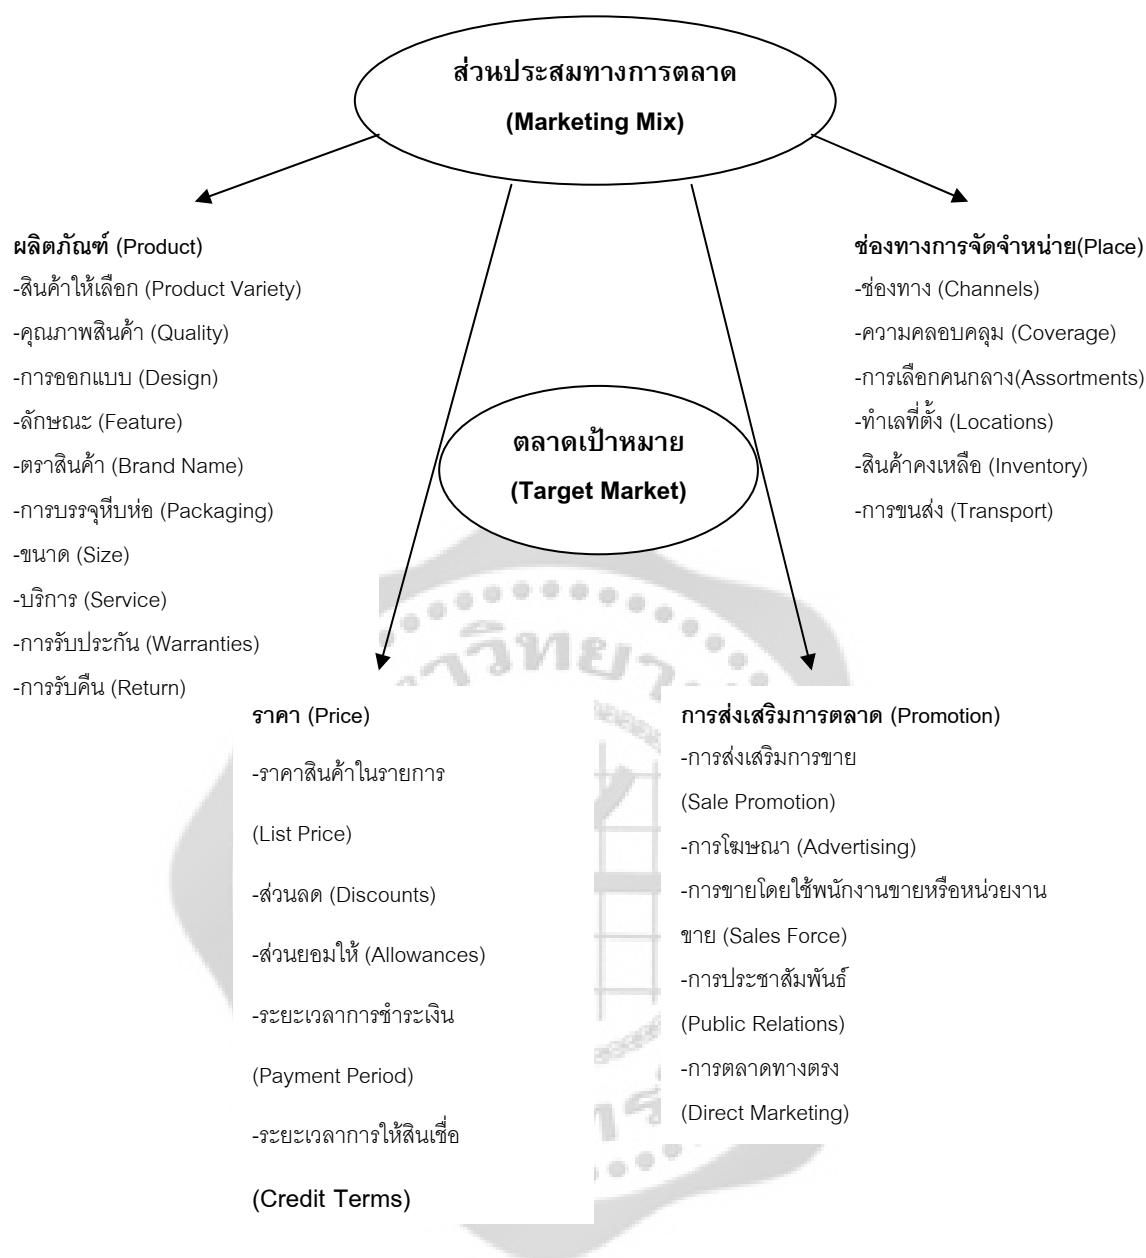 ส่วนประสมทางการตลาด
(Marketing Mix)
ผลิตภัณฑ์ (Product)
-สินค้าให้เลือก (Product Variety)
-คุณภาพสินค้า (Quality)
-การออกแบบ (Design)
-ลักษณะ (Feature)
-ตราสินค้า (Brand Name)
-การบรรจุหีบห่อ (Packaging)
-ขนาด (Size)
-บริการ (Service)
-การรับประกัน (Warranties)
-การรับคืน (Return)
ช่องทางการจัดจำหน่าย(Place)
-ช่องทาง (Channels)
-ความคลอบคลุม (Coverage)
-การเลือกคนกลาง(Assortments)
-ทำเลที่ตั้ง (Locations)
-สินค้าคงเหลือ (Inventory)
-การขนส่ง (Transport)
ตลาดเป้าหมาย
(Target Market)
ราคา (Price)
-ราคาสินค้าในรายการ
(List Price)
-ส่วนลด (Discounts)
-ส่วนยอมให้ (Allowances)
-ระยะเวลาการชำระเงิน
(Payment Period)
-ระยะเวลาการให้สินเชื่อ
(Credit Terms)
การส่งเสริมการตลาด (Promotion)
-การส่งเสริมการขาย
(Sale Promotion)
-การโฆษณา (Advertising)
-การขายโดยใช้พนักงานขายหรือหน่วยงาน
ขาย (Sales Force)
-การประชาสัมพันธ์
(Public Relations)
-การตลาดทางตรง
(Direct Marketing)